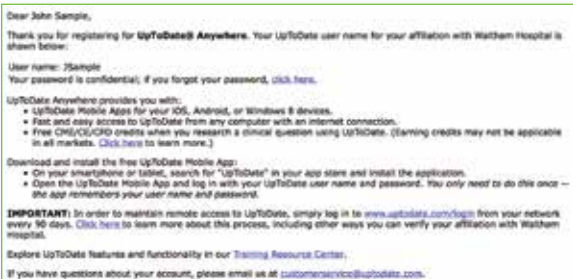 Dear John Sample,
Thank you for registering for UpToDate® Anywhere. Your UpToDate user name for your affiliation with Waltham Hospital is
shown below:
User name: JSample
Your password is confidential; if you forgot your password, click here.
UpToDate Anywhere provides you with:
• UpToDate Mobile Apps for your iOS, Android, or Windows 8 devices.
• Fast and easy access to UpToDate from any computer with an internet connection.
• Free CME/CE/CPD credits when you research a clinical question using UpToDate. (Earning credits may not be applicable
in all markets. Click here to learn more.)
Download and install the free UpToDate Mobile App:
• On your smartphone or tablet, search for "UpToDate" in your app store and install the application.
• Open the UpToDate Mobile App and log in with your UpToDate user name and password. You only need to do this once —
the app remembers your user name and password.
IMPORTANT: In order to maintain remote access to UpToDate, simply log in to www.uptodate.com/login from your network
every 90 days. Click here to learn more about this process, including other ways you can verify your affiliation with Waltham
Hospital.
Explore UpToDate features and functionality in our Training Resource Center.
If you have questions about your account, please email us at customerservice@uptodate.com.